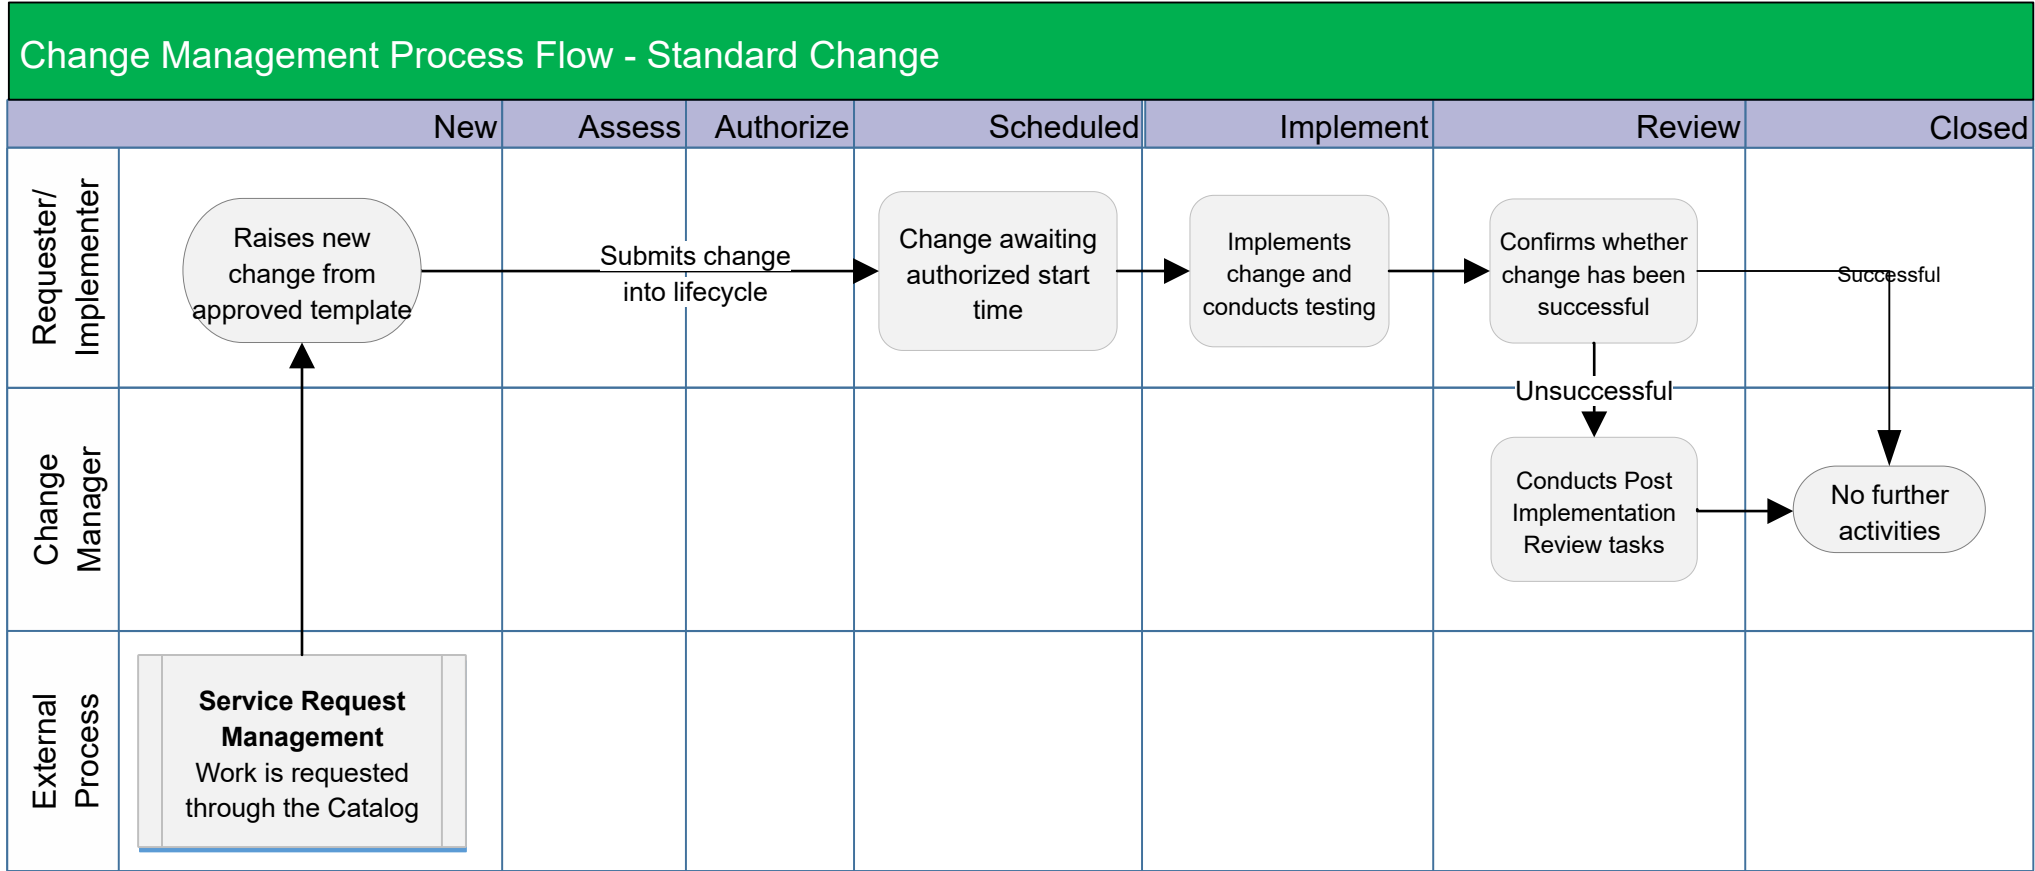 Change Management Process Flow - Standard Change
New
Assess
Authorize
Scheduled
Implement
Review
Closed
Requester/
Implementer
Raises new
change from
approved template
Submits change
into lifecycle
Change awaiting
authorized start
time
Implements
change and
conducts testing
Confirms whether
change has been
successful
Successful
Unsuccessful
Change
Manager
Conducts Post
Implementation
Review tasks
No further
activities
External
Process
Service Request
Management
Work is requested
through the Catalog